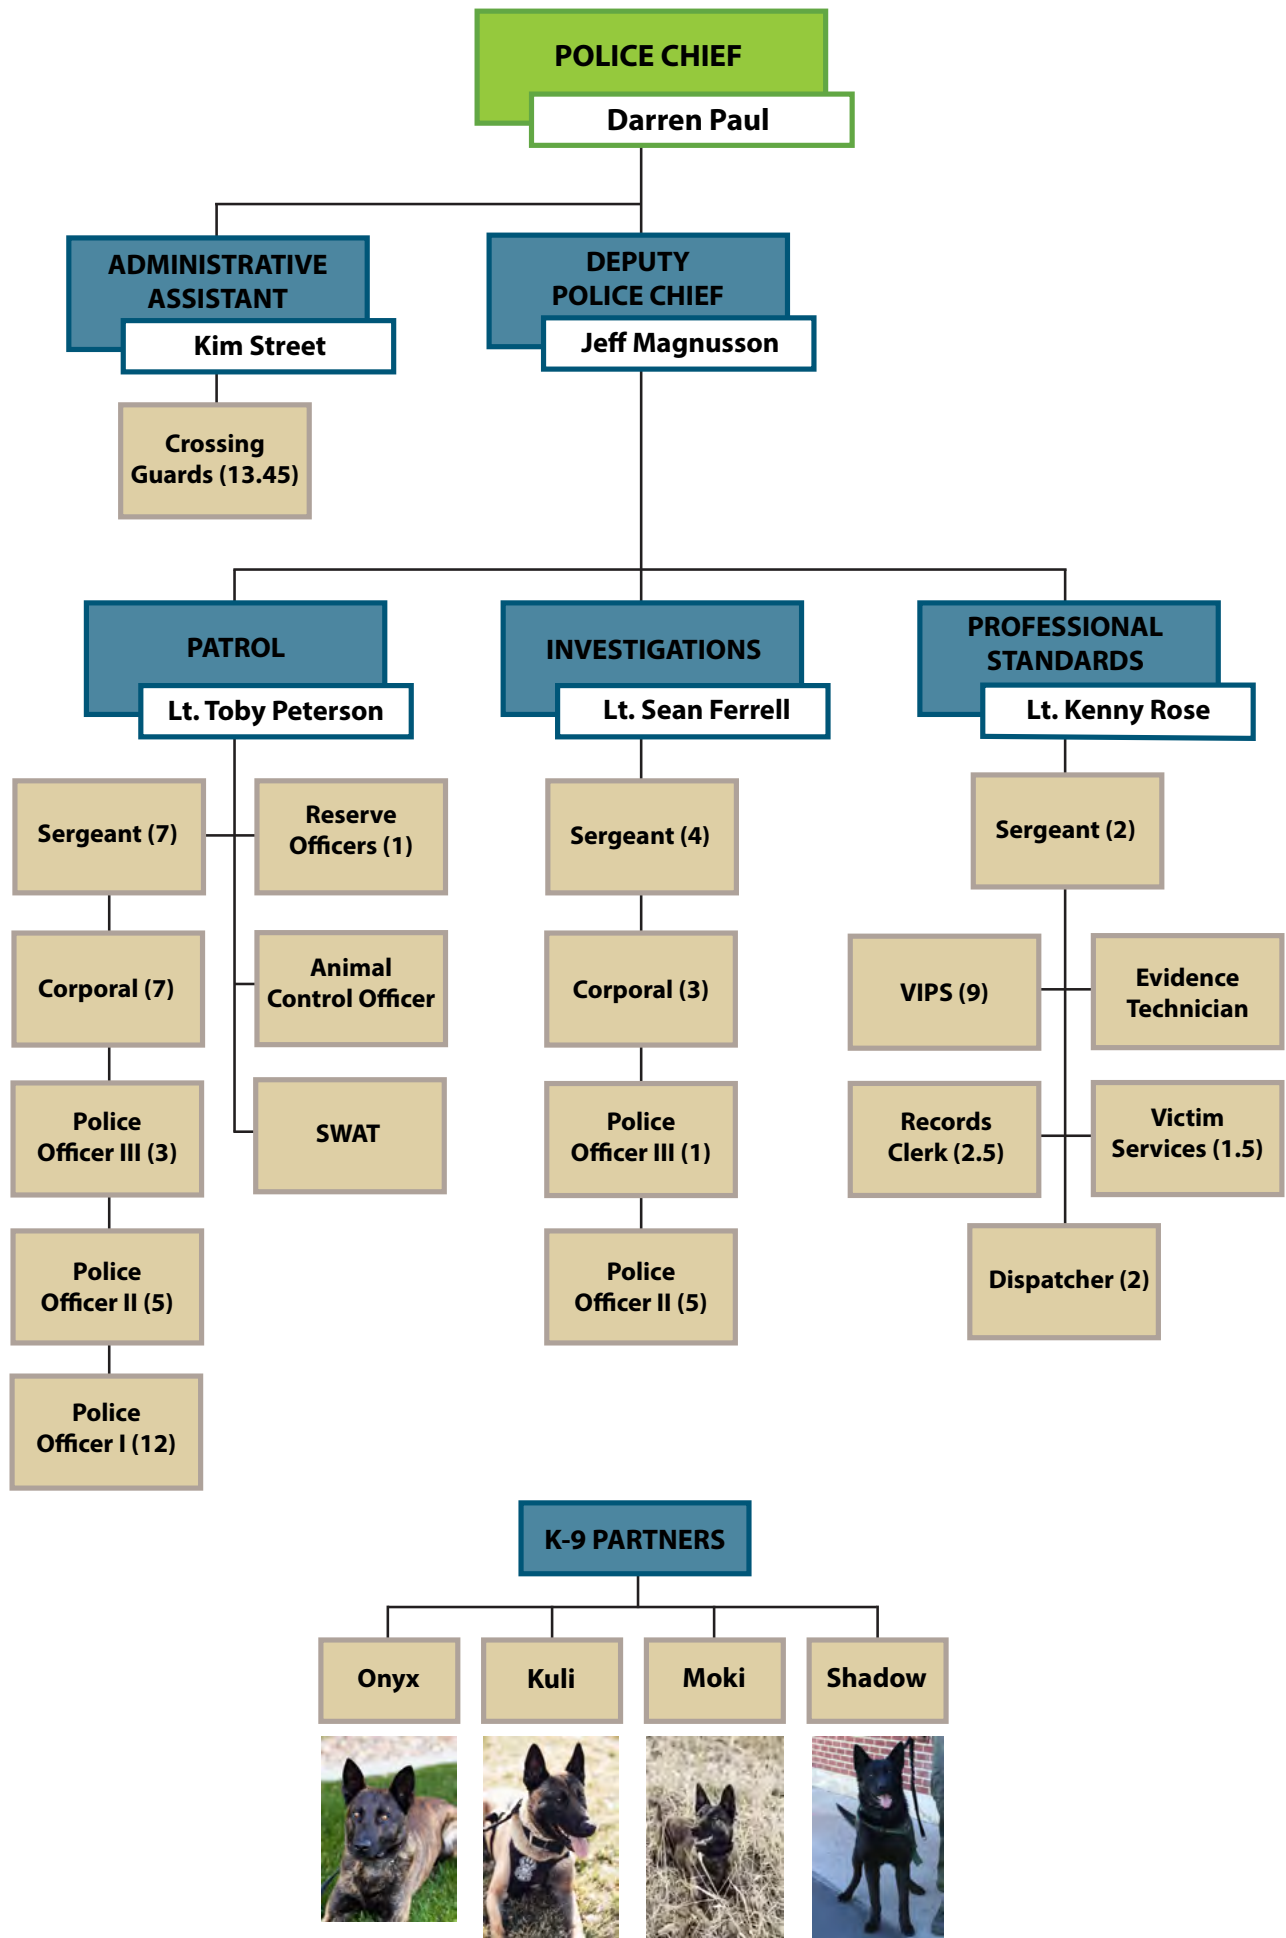 POLICE CHIEF
Darren Paul
ADMINISTRATIVE
ASSISTANT
Kim Street
DEPUTY
POLICE CHIEF
Jeff Magnusson
Crossing
Guards (13.45)
PATROL
Lt. Toby Peterson
INVESTIGATIONS
Lt. Sean Ferrell
PROFESSIONAL
STANDARDS
Lt. Kenny Rose
Sergeant (7)
Reserve
Officers (1)
Sergeant (4)
Sergeant (2)
Corporal (7)
Animal
Control Officer
Corporal (3)
VIPS (9)
Evidence
Technician
Police
Officer III (3)
SWAT
Police
Officer III (1)
Records
Clerk (2.5)
Victim
Services (1.5)
Police
Officer II (5)
Police
Officer II (5)
Dispatcher (2)
Police
Officer I (12)
K-9 PARTNERS
Onyx
Kuli
Moki
Shadow